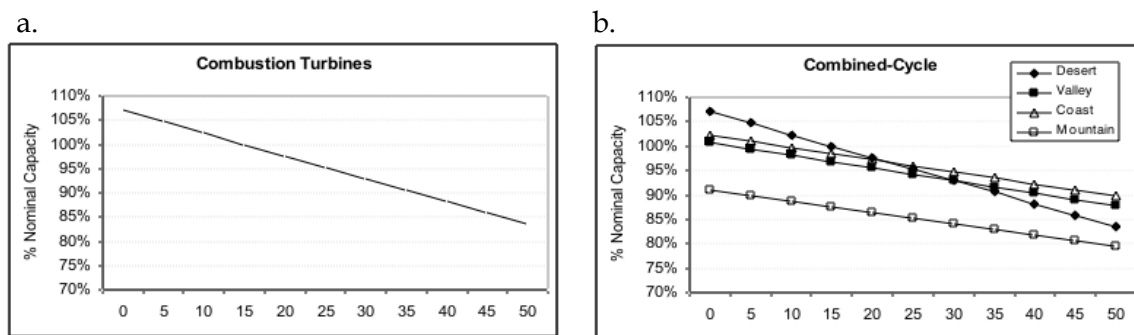 a.
Combustion Turbines
% Nominal Capacity
110%
105%
100%
95%
90%
85%
80%
75%
70%
0 5 10 15 20 25 30 35 40 45 50
b.
Combined-Cycle
Desert
Valley
Coast
Mountain
% Nominal Capacity
110%
105%
100%
95%
90%
85%
80%
75%
70%
0 5 10 15 20 25 30 35 40 45 50